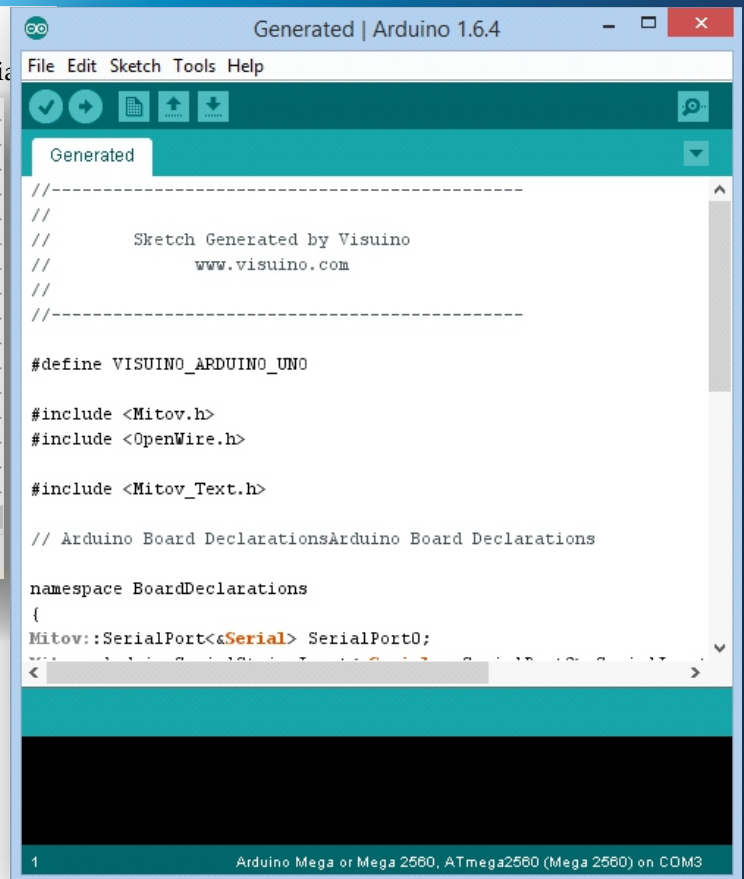 Generated | Arduino 1.6.4
File Edit Sketch Tools Help
Generated
//----------------------------------------------
//
//        Sketch Generated by Visuino
//              www.visuino.com
//
//----------------------------------------------
#define VISUINO_ARDUINO_UNO
#include <Mitov.h>
#include <OpenWire.h>
#include <Mitov_Text.h>
// Arduino Board DeclarationsArduino Board Declarations
namespace BoardDeclarations
{
Mitov::SerialPort<&Serial> SerialPort0;
1
Arduino Mega or Mega 2560, ATmega2560 (Mega 2560) on COM3